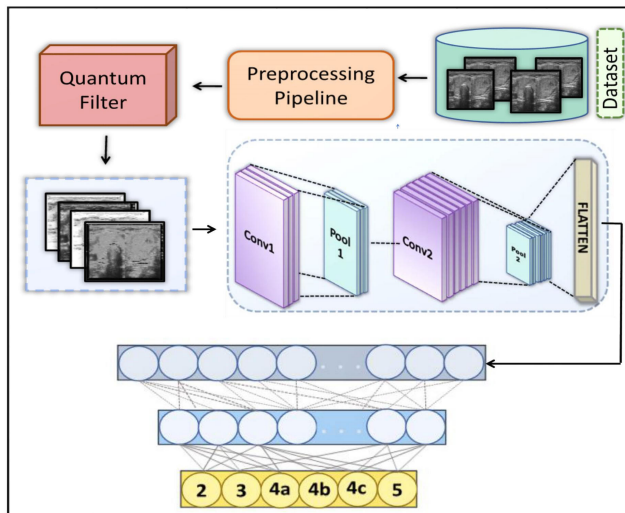 Quantum
Filter
Preprocessing
Pipeline
Dataset
Conv1
Pool
1
Conv2
Pool
2
FLATTEN
. . .
. . .
2 3 4a 4b 4c 5